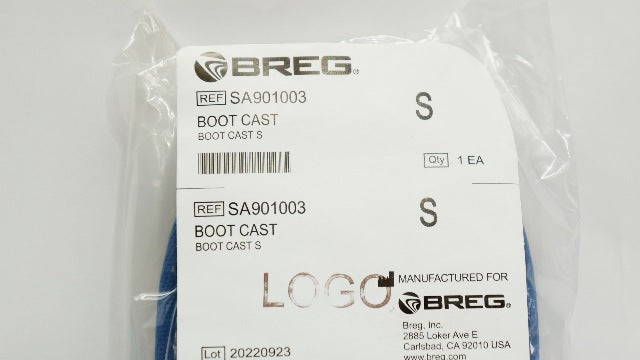 BREG®
REF SA901003
S
BOOT CAST
BOOT CAST S
Qty 1 EA
REF SA901003
S
BOOT CAST
BOOT CAST S
LOGO
MANUFACTURED FOR
BREG®
Breg, Inc.
2885 Loker Ave E
Carlsbad, CA 92010 USA
www.breg.com
Lot 20220923